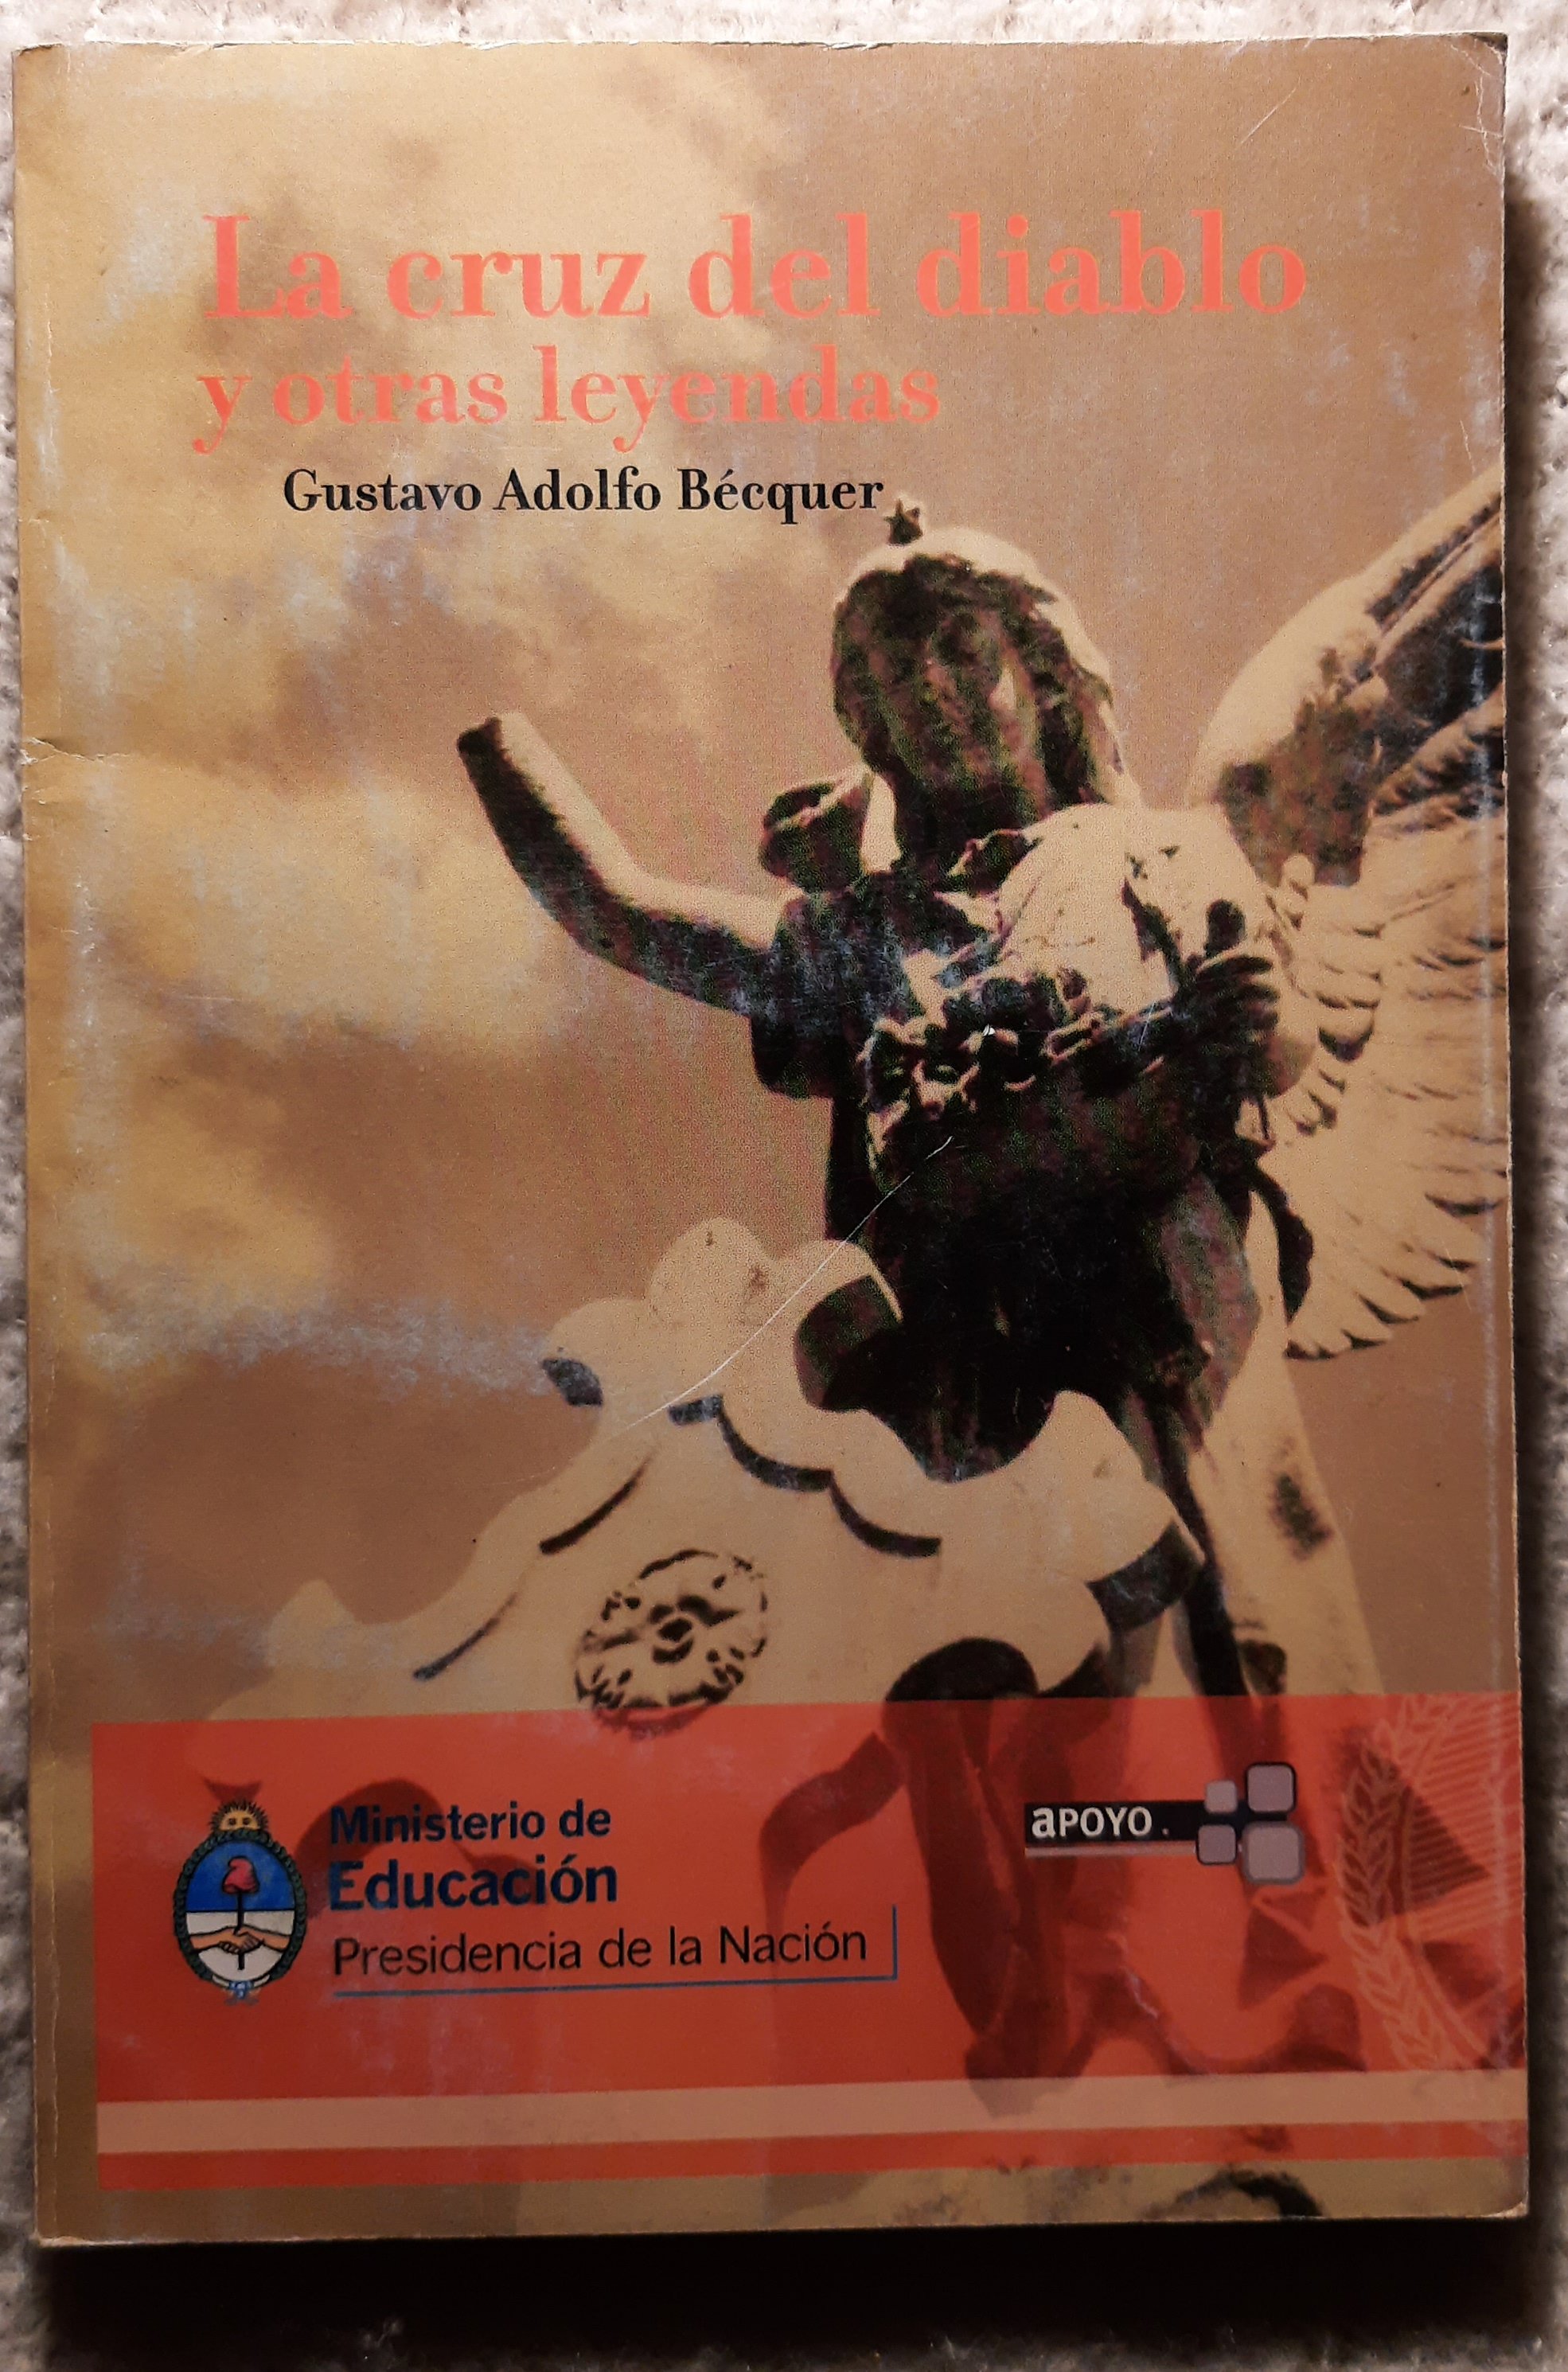 La cruz del diablo
y otras leyendas
Gustavo Adolfo Bécquer
Ministerio de
Educación
Presidencia de la Nación
aPOYO.